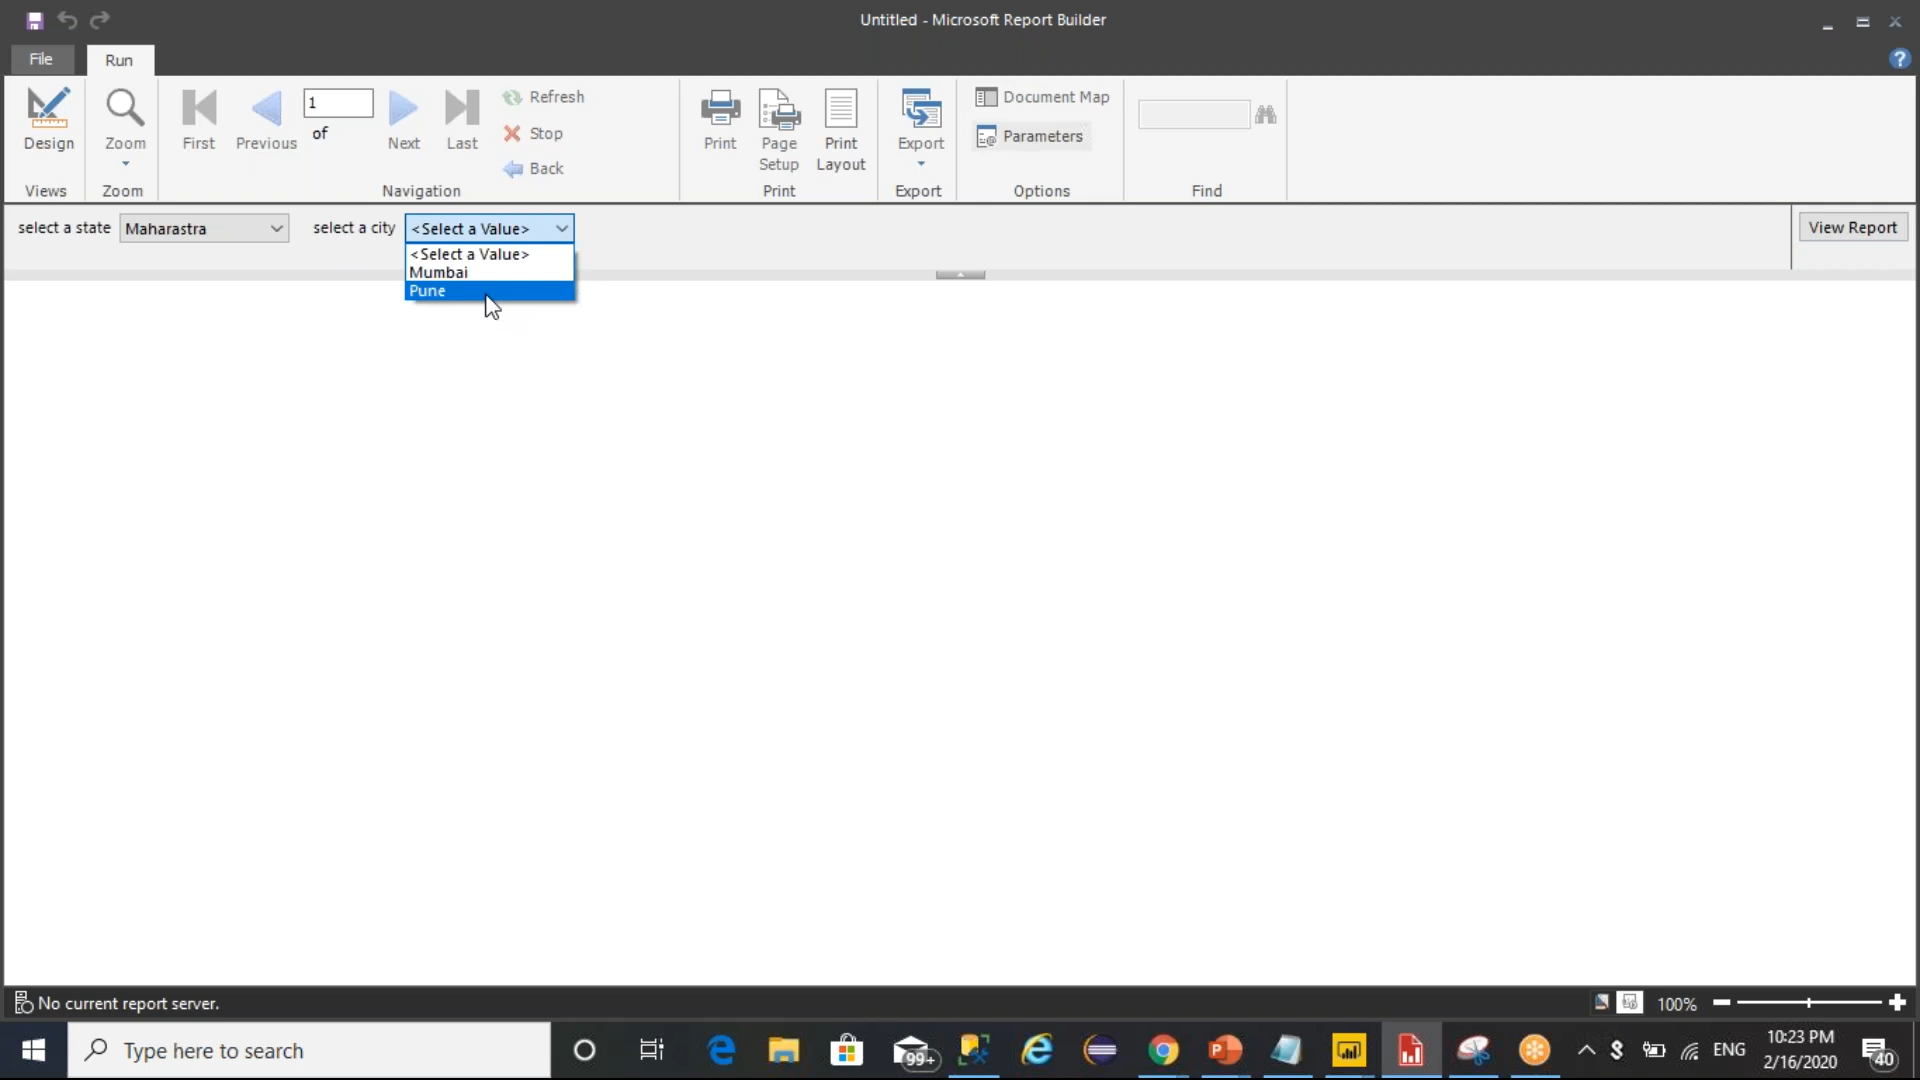 Untitled - Microsoft Report Builder
File
Run
Design
Zoom
First
Previous
1
of
Next
Last
Refresh
Stop
Back
Print
Page Setup
Print Layout
Export
Document Map
Parameters
Views
Zoom
Navigation
Print
Export
Options
Find
select a state
Maharastra
select a city
<Select a Value>
View Report
<Select a Value>
Mumbai
Pune
No current report server.
100%
Type here to search
99+
ENG
10:23 PM
2/16/2020
40